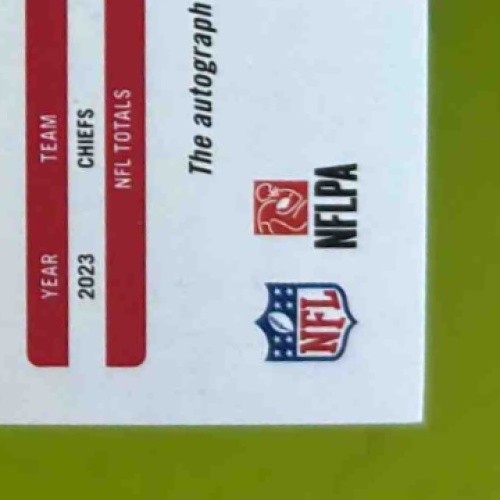 YEAR TEAM
2023 CHIEFS
NFL TOTALS
The autograph
NFLPA
NFL